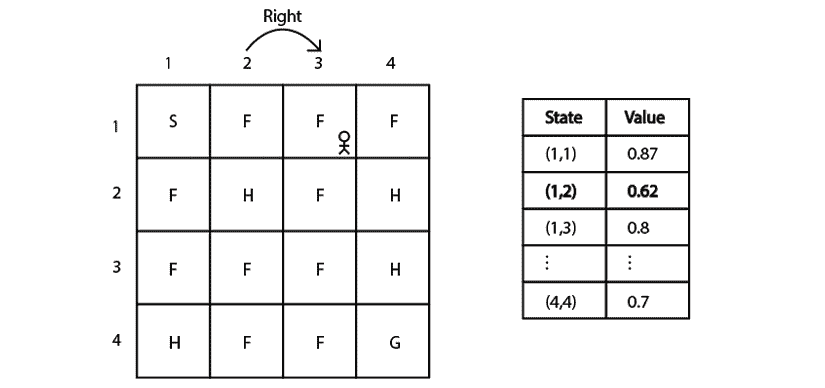 Right
1 2 3 4
1 S F F F
2 F H F H
3 F F F H
4 H F F G
State Value
(1,1) 0.87
(1,2) 0.62
(1,3) 0.8
⋮ ⋮
(4,4) 0.7